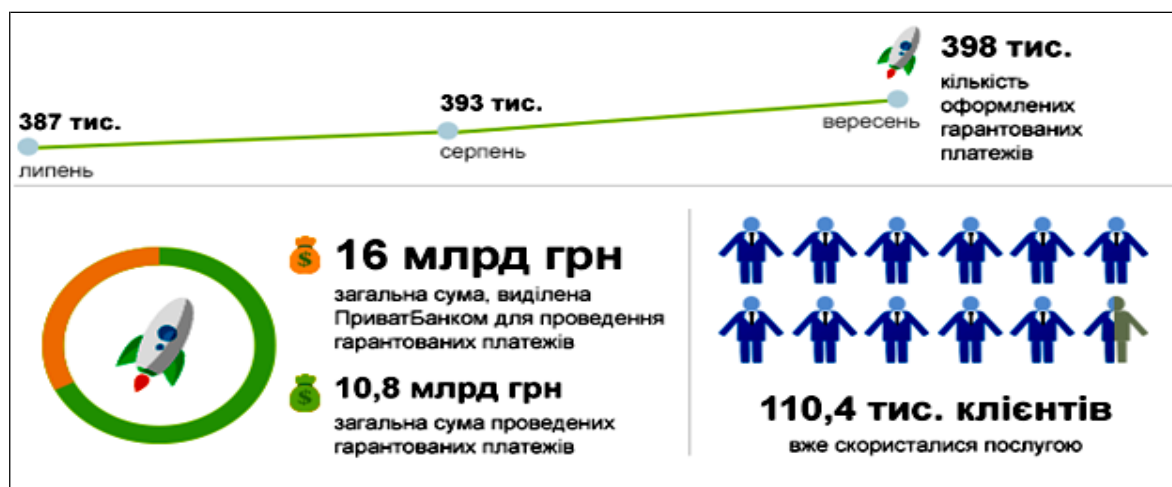 387 тис.
липень
393 тис.
серпень
вересень
398 тис.
кількість
оформлених
гарантованих
платежів
16 млрд грн
загальна сума, виділена
ПриватБанком для проведення
гарантованих платежів
10,8 млрд грн
загальна сума проведених
гарантованих платежів
110,4 тис. клієнтів
вже скористалися послугою